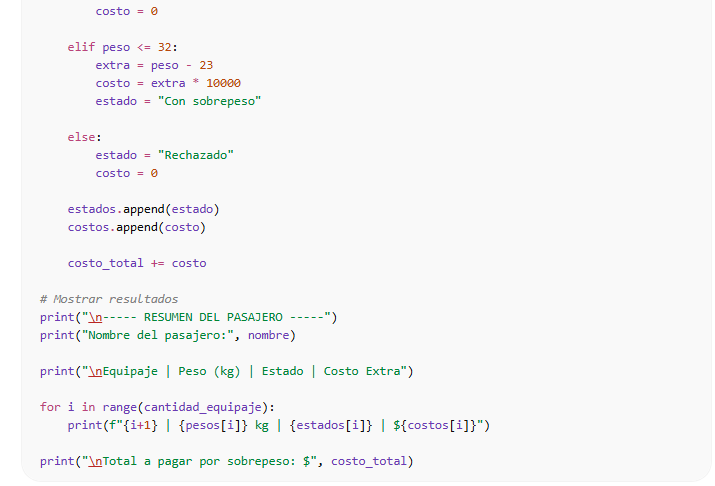 costo = 0
elif peso <= 32:
extra = peso - 23
costo = extra * 10000
estado = "Con sobrepeso"
else:
estado = "Rechazado"
costo = 0
estados.append(estado)
costos.append(costo)
costo_total += costo
# Mostrar resultados
print("\n----- RESUMEN DEL PASAJERO -----")
print("Nombre del pasajero:", nombre)
print("\nEquipaje | Peso (kg) | Estado | Costo Extra")
for i in range(cantidad_equipaje):
print(f"{i+1} | {pesos[i]} kg | {estados[i]} | ${costos[i]}")
print("\nTotal a pagar por sobrepeso: $", costo_total)